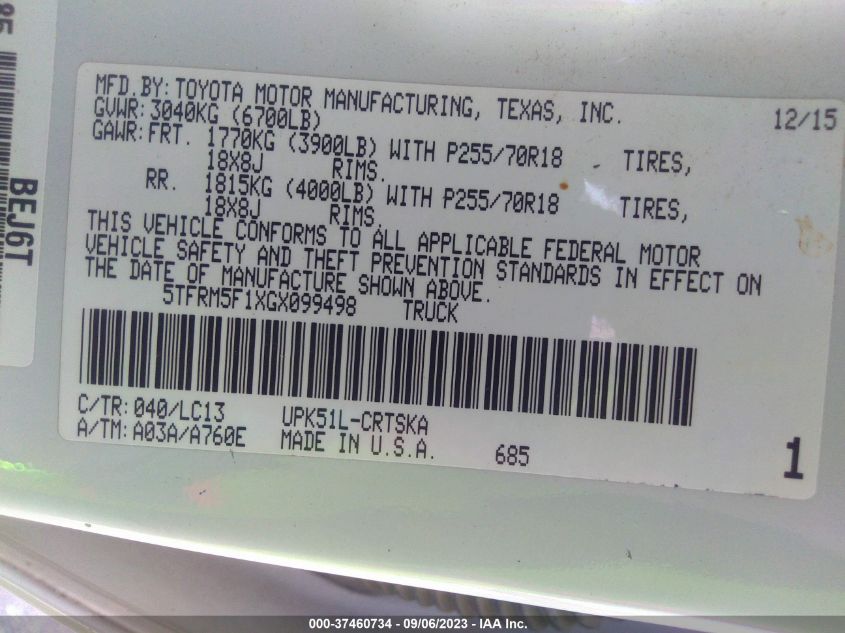 85
BEJ6T
MFD.BY: TOYOTA MOTOR MANUFACTURING, TEXAS, INC. 12/15
GVWR: 3040KG (6700LB)
GAWR: FRT. 1770KG (3900LB) WITH P255/70R18 TIRES,
18X8J RIMS.
RR. 1815KG (4000LB) WITH P255/70R18 TIRES,
18X8J RIMS.
THIS VEHICLE CONFORMS TO ALL APPLICABLE FEDERAL MOTOR
VEHICLE SAFETY AND THEFT PREVENTION STANDARDS IN EFFECT ON
THE DATE OF MANUFACTURE SHOWN ABOVE.
5TFRM5F1XGX099498 TRUCK
C/TR: 040/LC13 UPK51L-CRTSKA
A/TM: A03A/A760E MADE IN U.S.A. 685
1
000-37460734 - 09/06/2023 - IAA Inc.